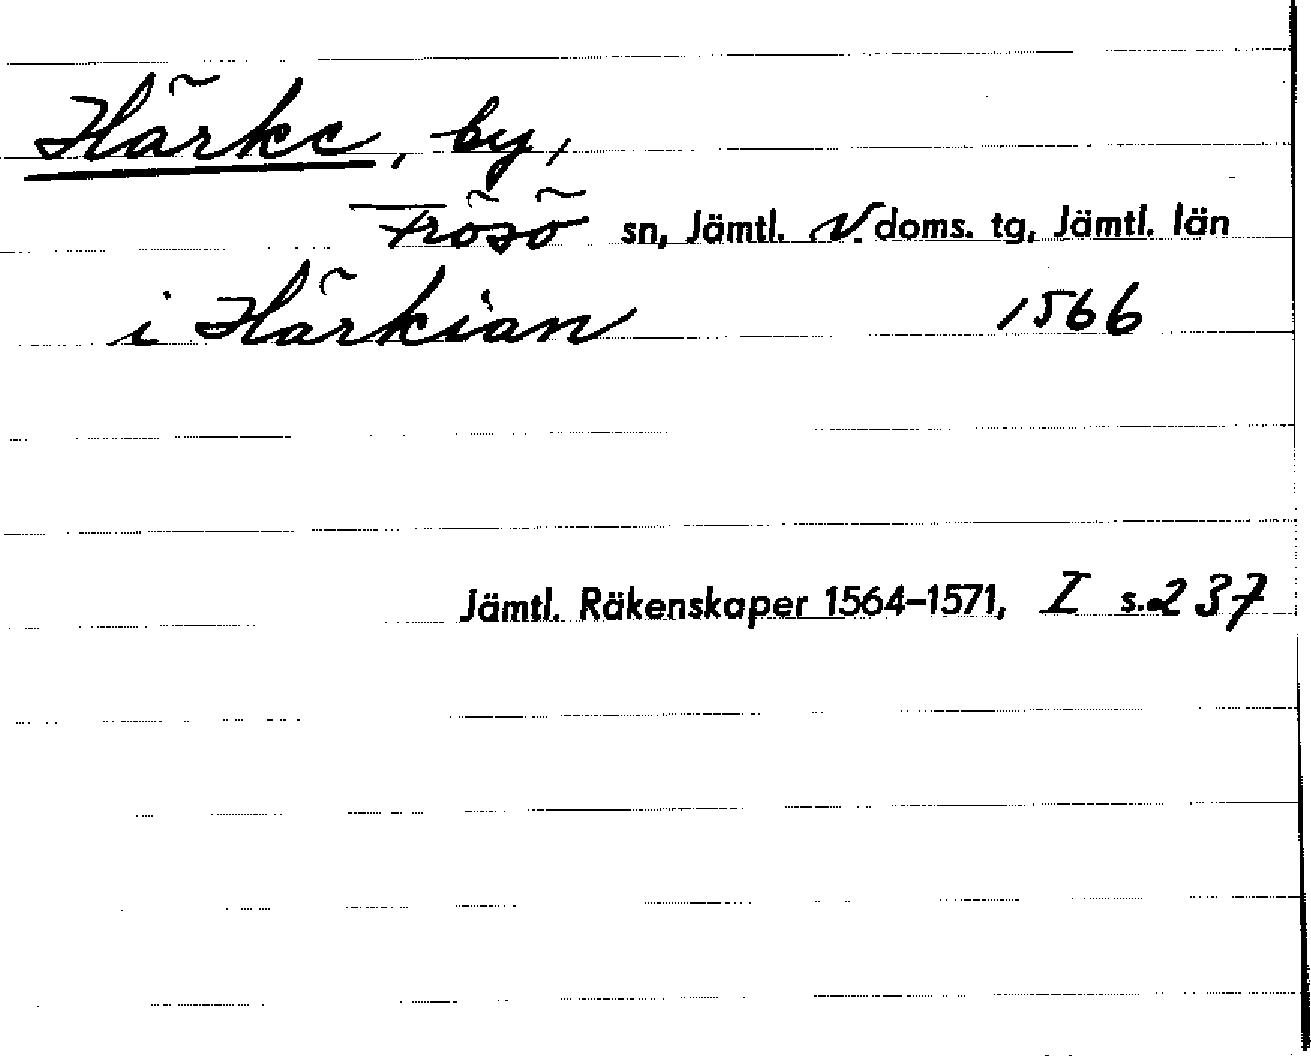 Härke, by,
Frösö sn, Jämtl. N. doms. tg, Jämtl. län
i Härkian 1566
Jämtl. Räkenskaper 1564–1571, I s. 237